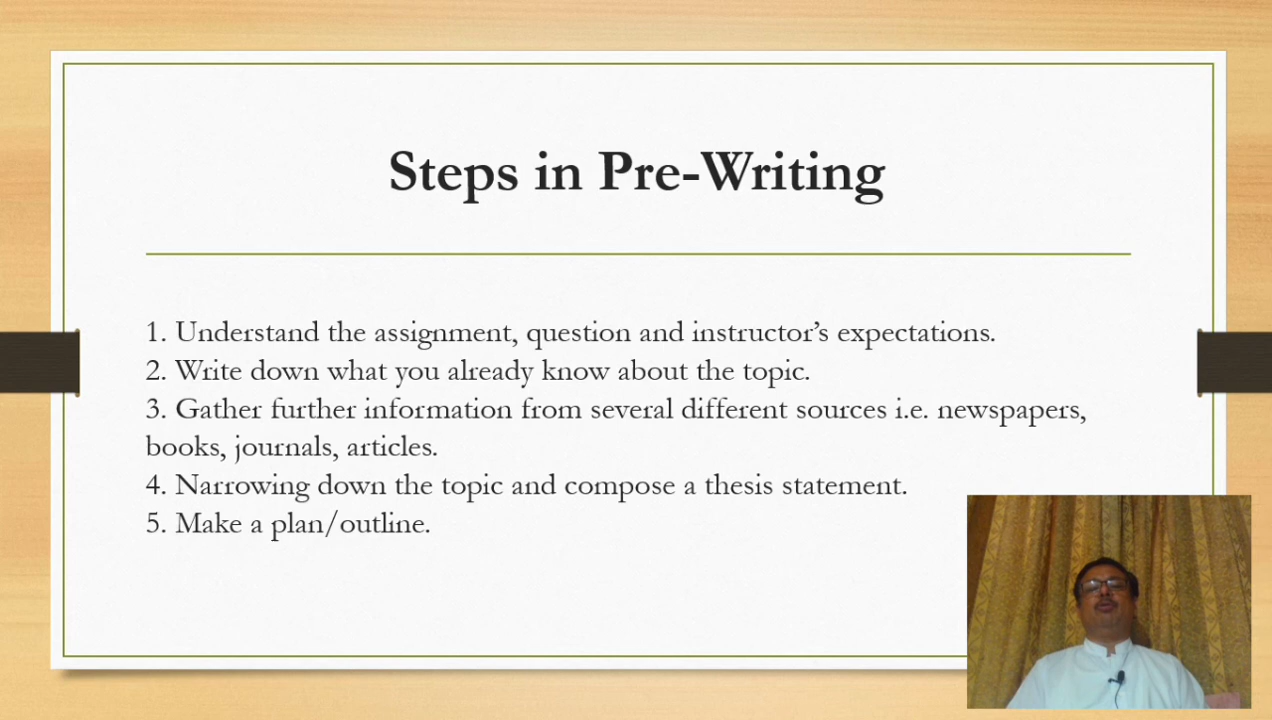 Steps in Pre-Writing
1. Understand the assignment, question and instructor’s expectations.
2. Write down what you already know about the topic.
3. Gather further information from several different sources i.e. newspapers,
books, journals, articles.
4. Narrowing down the topic and compose a thesis statement.
5. Make a plan/outline.